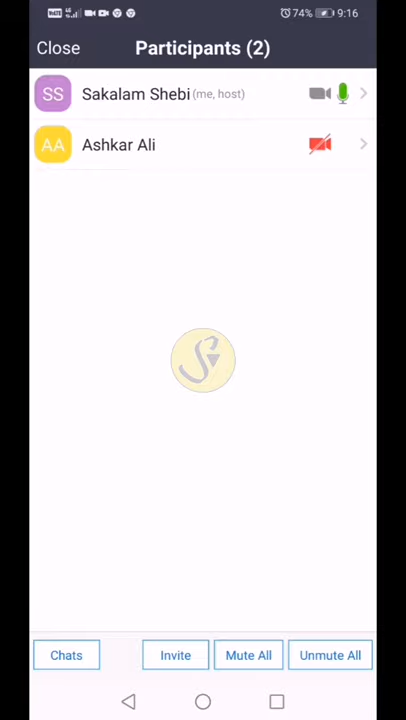 74% 9:16
Close Participants (2)
SS Sakalam Shebi (me, host)
AA Ashkar Ali
Chats Invite Mute All Unmute All